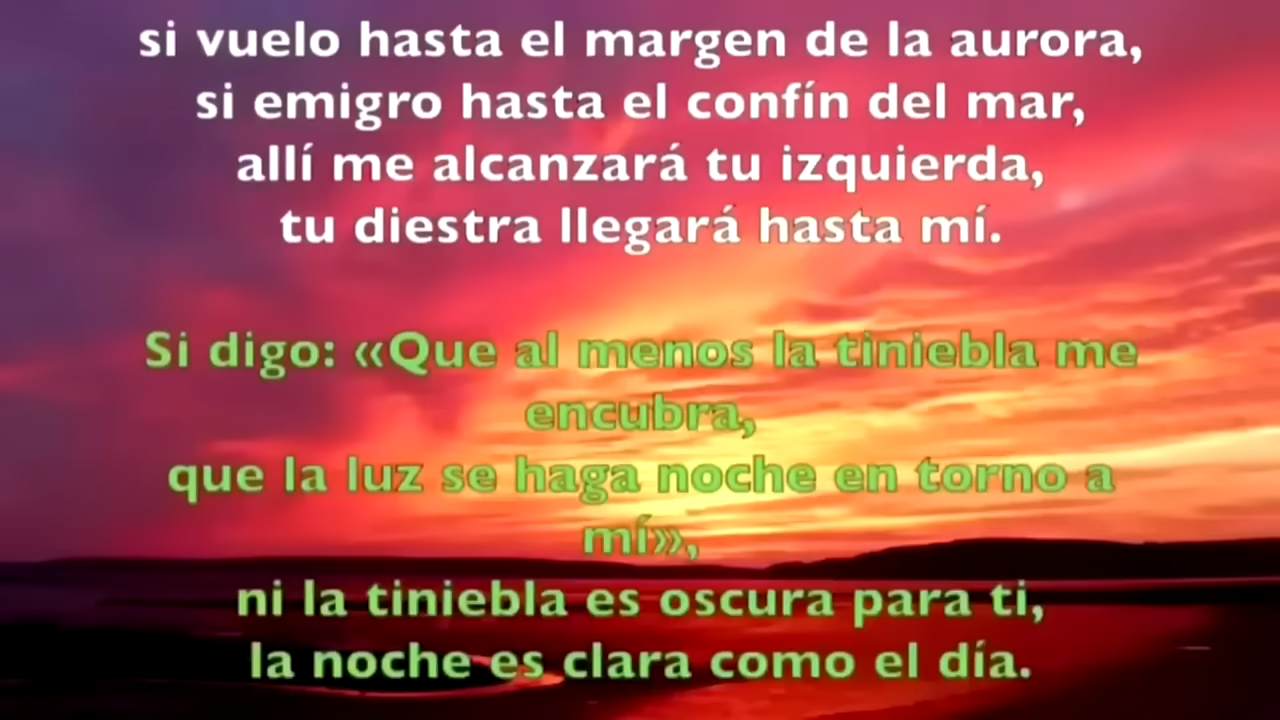 si vuelo hasta el margen de la aurora,
si emigro hasta el confín del mar,
allí me alcanzará tu izquierda,
tu diestra llegará hasta mí.
Si digo: «Que al menos la tiniebla me
encubra,
que la luz se haga noche en torno a
mí»,
ni la tiniebla es oscura para ti,
la noche es clara como el día.